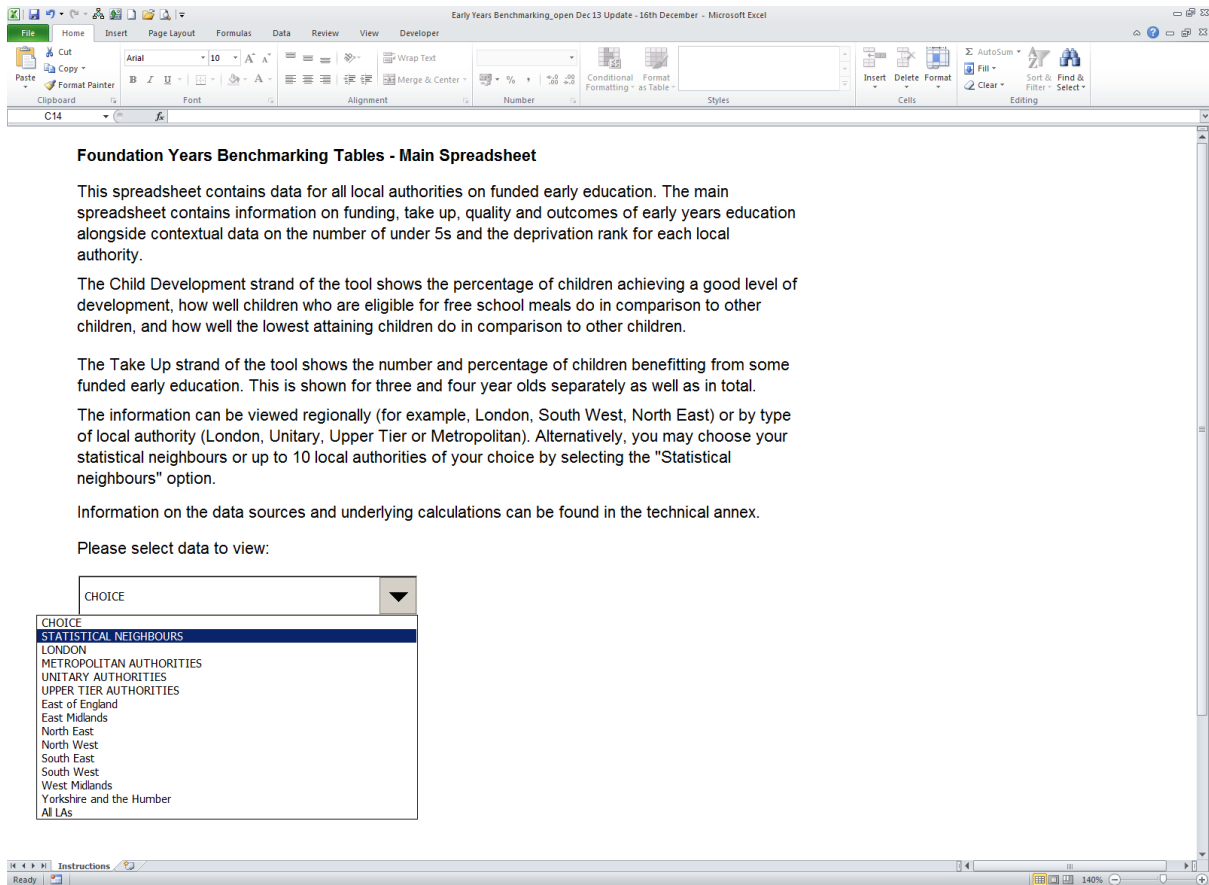 Early Years Benchmarking_open Dec 13 Update - 16th December - Microsoft Excel
File Home Insert Page Layout Formulas Data Review View Developer
Cut
Copy
Format Painter
Paste
Clipboard
Arial 10 A A
B I U A
Font
Wrap Text
Merge & Center
Alignment
% ,
Number
Conditional Formatting
Format as Table
Styles
Insert Delete Format
Cells
Σ AutoSum
Fill
Clear
Sort & Filter
Find & Select
Editing
C14 fx
Foundation Years Benchmarking Tables - Main Spreadsheet
This spreadsheet contains data for all local authorities on funded early education. The main
spreadsheet contains information on funding, take up, quality and outcomes of early years education
alongside contextual data on the number of under 5s and the deprivation rank for each local
authority.
The Child Development strand of the tool shows the percentage of children achieving a good level of
development, how well children who are eligible for free school meals do in comparison to other
children, and how well the lowest attaining children do in comparison to other children.
The Take Up strand of the tool shows the number and percentage of children benefitting from some
funded early education. This is shown for three and four year olds separately as well as in total.
The information can be viewed regionally (for example, London, South West, North East) or by type
of local authority (London, Unitary, Upper Tier or Metropolitan). Alternatively, you may choose your
statistical neighbours or up to 10 local authorities of your choice by selecting the "Statistical
neighbours" option.
Information on the data sources and underlying calculations can be found in the technical annex.
Please select data to view:
CHOICE
CHOICE
STATISTICAL NEIGHBOURS
LONDON
METROPOLITAN AUTHORITIES
UNITARY AUTHORITIES
UPPER TIER AUTHORITIES
East of England
East Midlands
North East
North West
South East
South West
West Midlands
Yorkshire and the Humber
All LAs
Instructions
Ready
140%